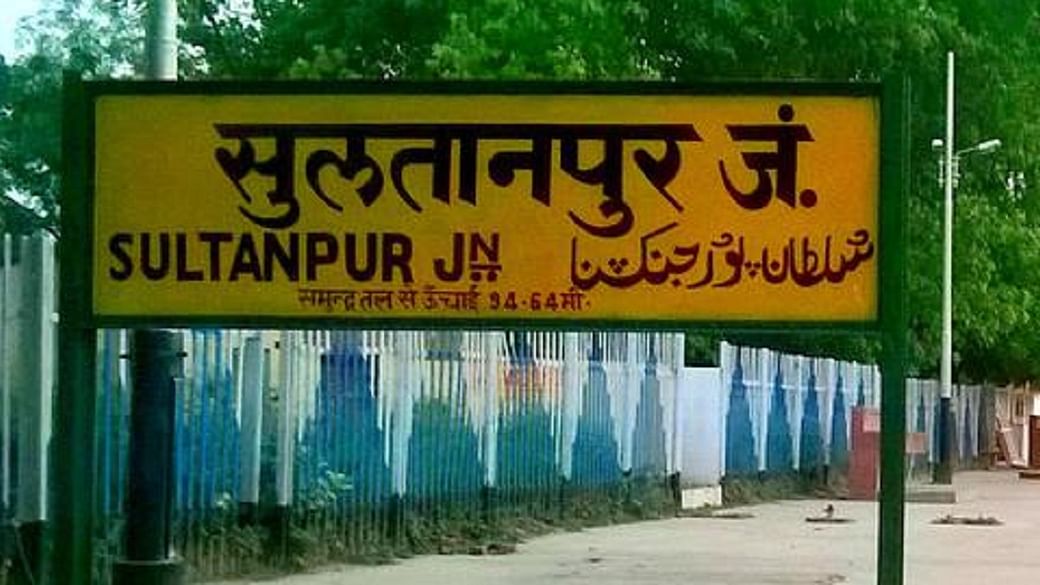 सुलतानपुर जं.
SULTANPUR JN سلطان پور جنکشن
समुन्द्र तल से ऊँचाई 94.64 मी.